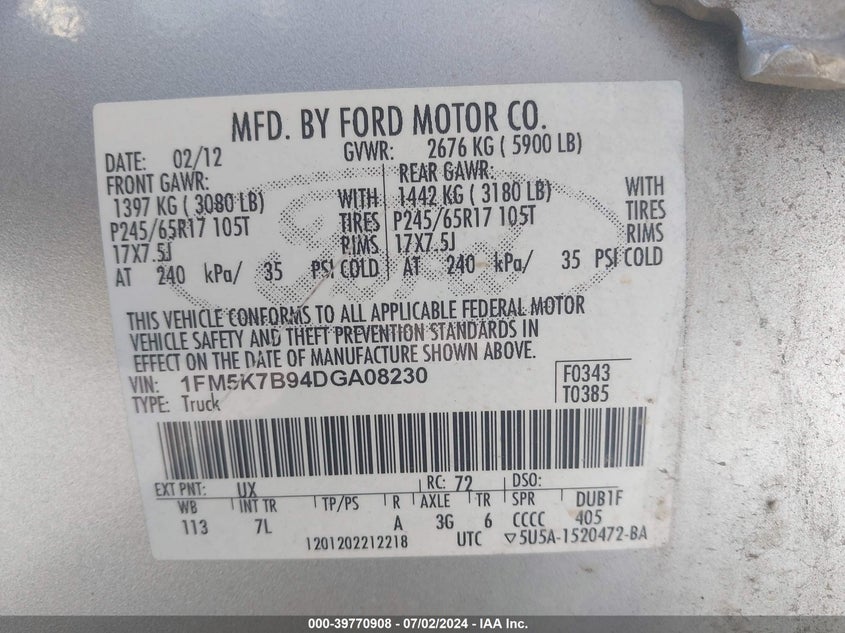 MFD. BY FORD MOTOR CO.
DATE: 02/12 GVWR: 2676 KG ( 5900 LB)
FRONT GAWR: REAR GAWR:
1397 KG ( 3080 LB) WITH 1442 KG ( 3180 LB) WITH
P245/65R17 105T TIRES P245/65R17 105T TIRES
17X7.5J RIMS 17X7.5J RIMS
AT 240 kPa/ 35 PSI COLD AT 240 kPa/ 35 PSI COLD
Ford
THIS VEHICLE CONFORMS TO ALL APPLICABLE FEDERAL MOTOR
VEHICLE SAFETY AND THEFT PREVENTION STANDARDS IN
EFFECT ON THE DATE OF MANUFACTURE SHOWN ABOVE.
VIN: 1FM5K7B94DGA08230 F0343
TYPE: Truck T0385
EXT PNT: UX RC: 72 DSO:
WB INT TR TP/PS R AXLE TR SPR DUB1F
113 7L A 3G 6 CCCC 405
1201202212218 UTC ▽5U5A-1520472-BA
000-39770908 - 07/02/2024 - IAA Inc.